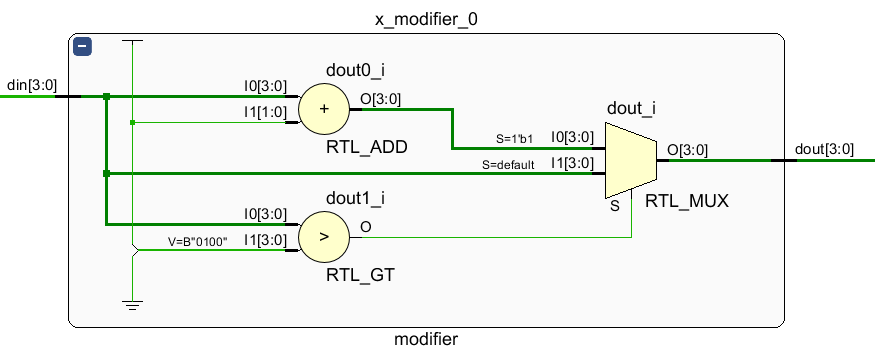 x_modifier_0
din[3:0]
dout0_i
I0[3:0]
I1[1:0]
+
O[3:0]
RTL_ADD
dout_i
S=1'b1 I0[3:0]
S=default I1[3:0]
O[3:0]
dout[3:0]
S
RTL_MUX
dout1_i
I0[3:0]
V=B"0100" I1[3:0]
>
O
RTL_GT
modifier